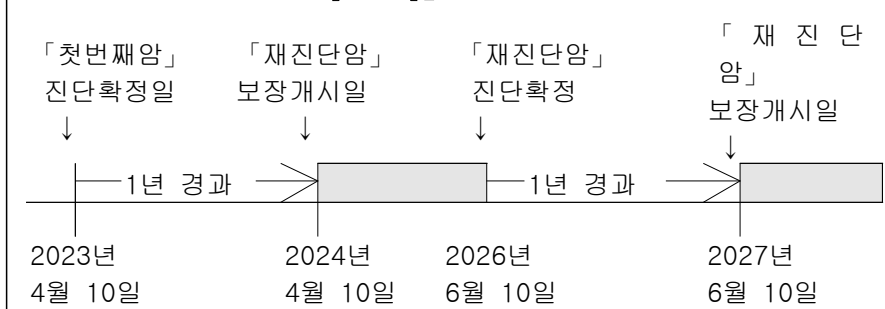 「첫번째암」 「재진단암」 「재진단암」 「 재 진 단
진단확정일 보장개시일 진단확정 암」
보장개시일
↓ ↓ ↓ ↓
1년 경과 1년 경과
2023년 2024년 2026년 2027년
4월 10일 4월 10일 6월 10일 6월 10일